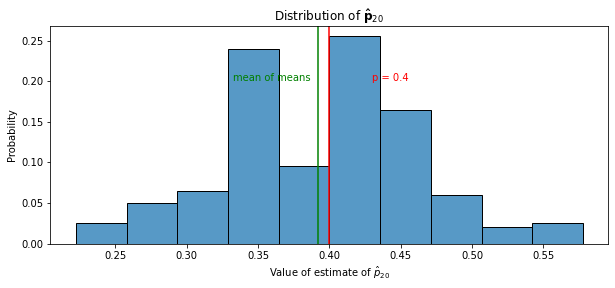 Distribution of p̂₂₀
Probability
0.25
0.20
0.15
0.10
0.05
0.00
mean of means
p = 0.4
0.25 0.30 0.35 0.40 0.45 0.50 0.55
Value of estimate of p̂₂₀